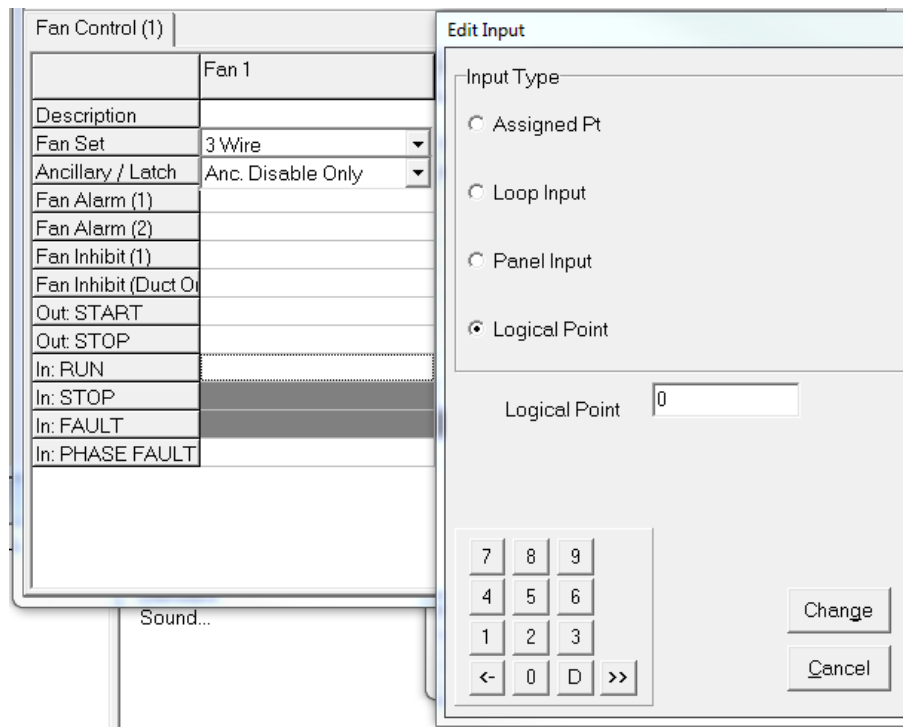 Fan Control (1)
Fan 1
Description
Fan Set 3 Wire
Ancillary / Latch Anc. Disable Only
Fan Alarm (1)
Fan Alarm (2)
Fan Inhibit (1)
Fan Inhibit (Duct
Out: START
Out: STOP
In: RUN
In: STOP
In: FAULT
In: PHASE FAULT
Sound...
Edit Input
Input Type
Assigned Pt
Loop Input
Panel Input
Logical Point
Logical Point 0
7 8 9
4 5 6
1 2 3
<- 0 D >>
Change
Cancel